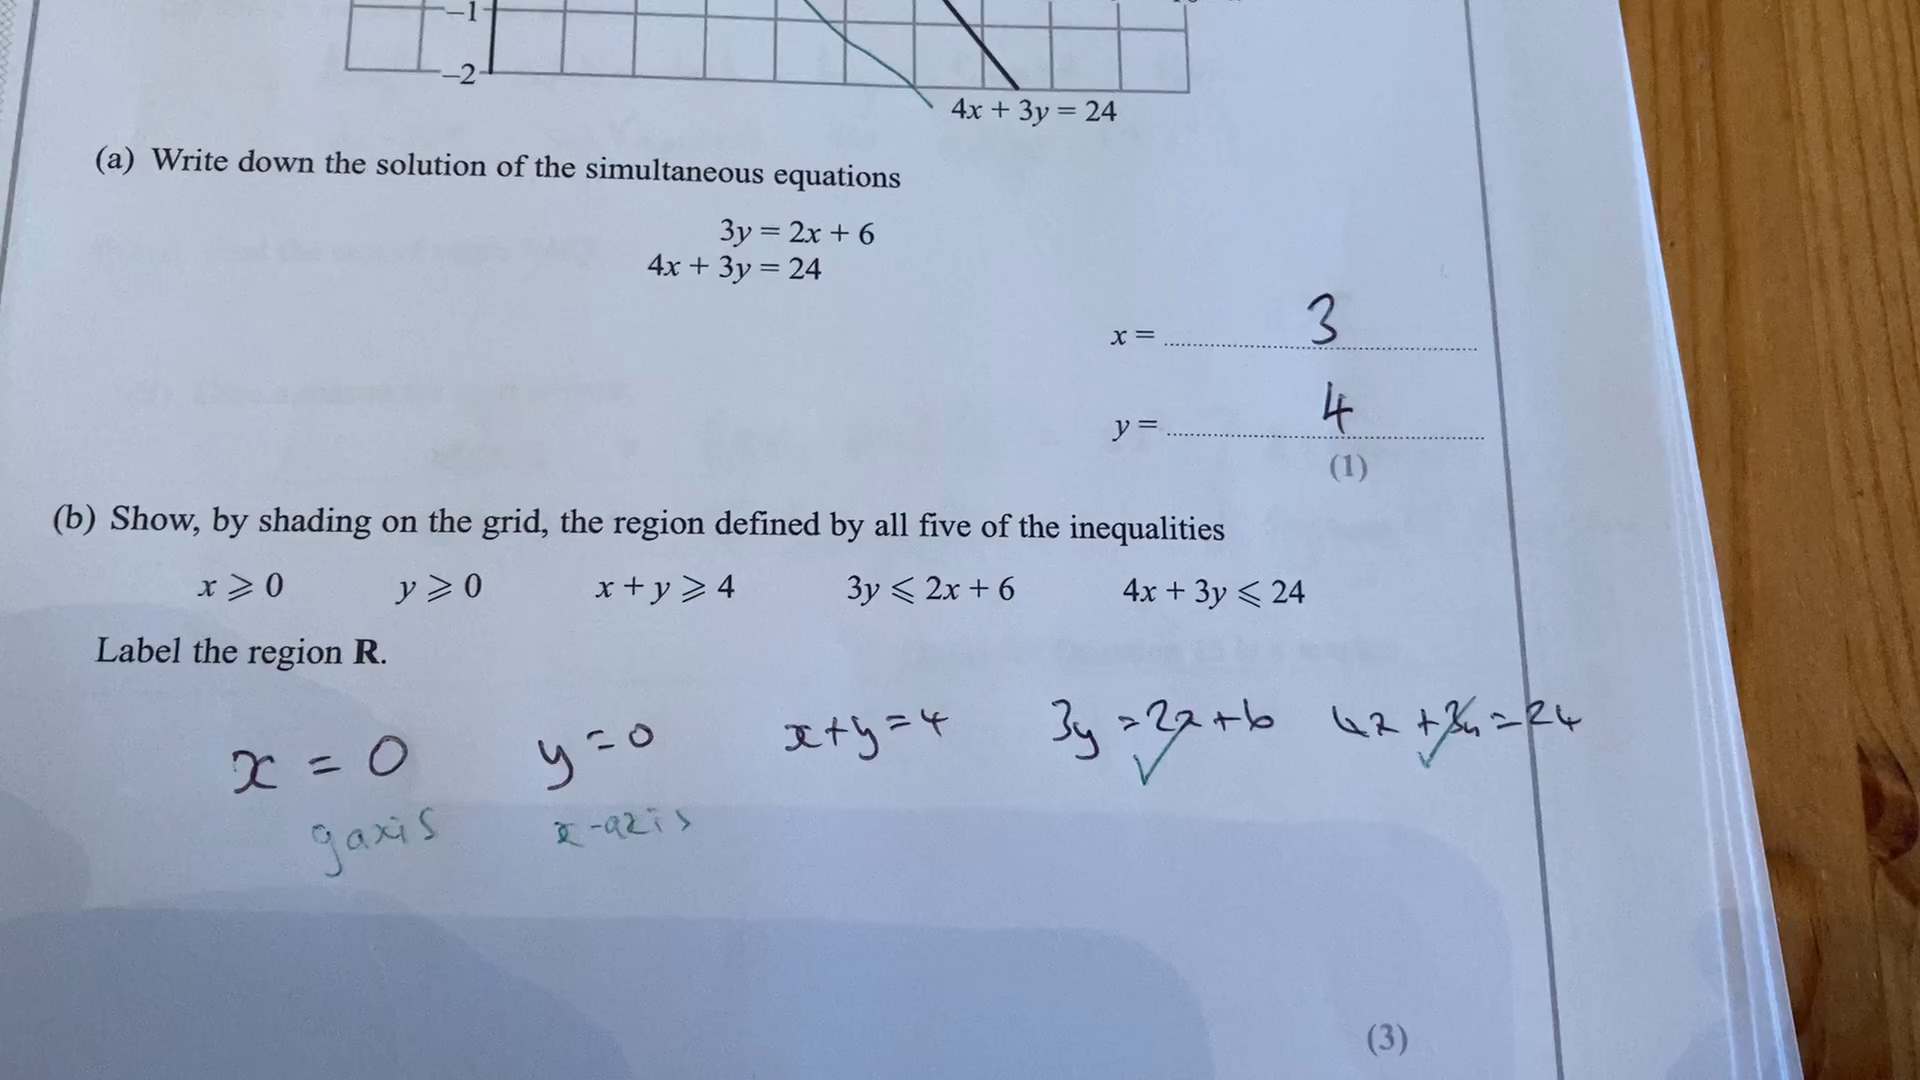 –1
–2
4x + 3y = 24
(a) Write down the solution of the simultaneous equations
3y = 2x + 6
4x + 3y = 24
x = 3
y = 4
(1)
(b) Show, by shading on the grid, the region defined by all five of the inequalities
x ⩾ 0 y ⩾ 0 x + y ⩾ 4 3y ⩽ 2x + 6 4x + 3y ⩽ 24
Label the region R.
x = 0 y = 0 x+y = 4 3y = 2x + 6 4x + 3y = 24
y axis x-axis
(3)